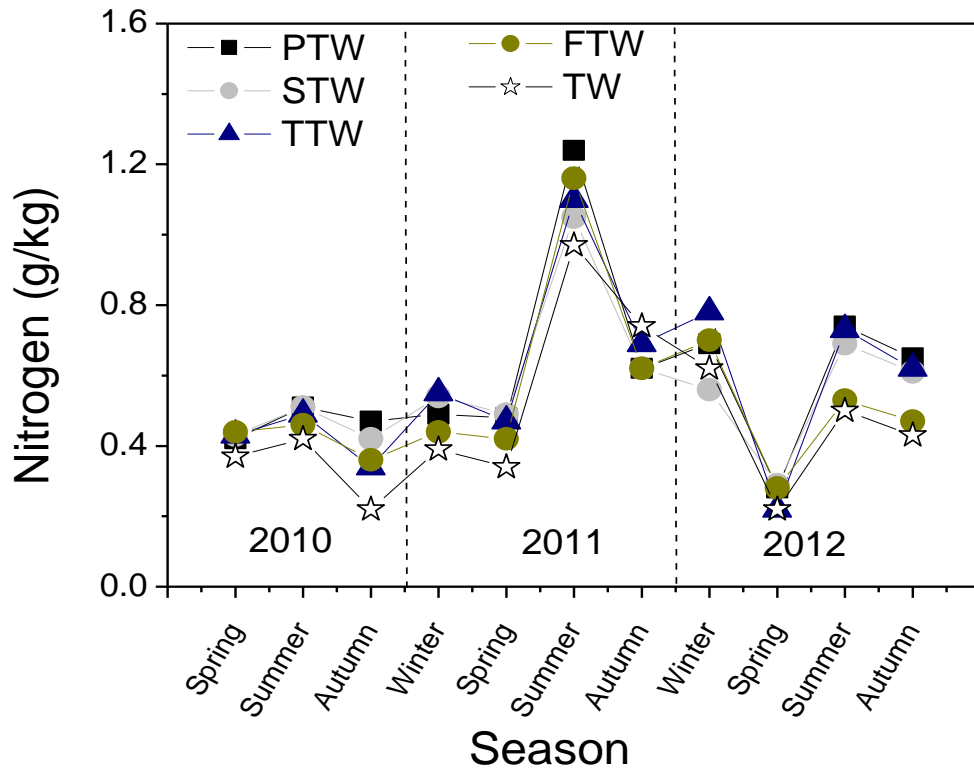 1.6
1.2
0.8
0.4
0.0
Nitrogen (g/kg)
PTW
STW
TTW
FTW
TW
2010
2011
2012
Spring
Summer
Autumn
Winter
Spring
Summer
Autumn
Winter
Spring
Summer
Autumn
Season